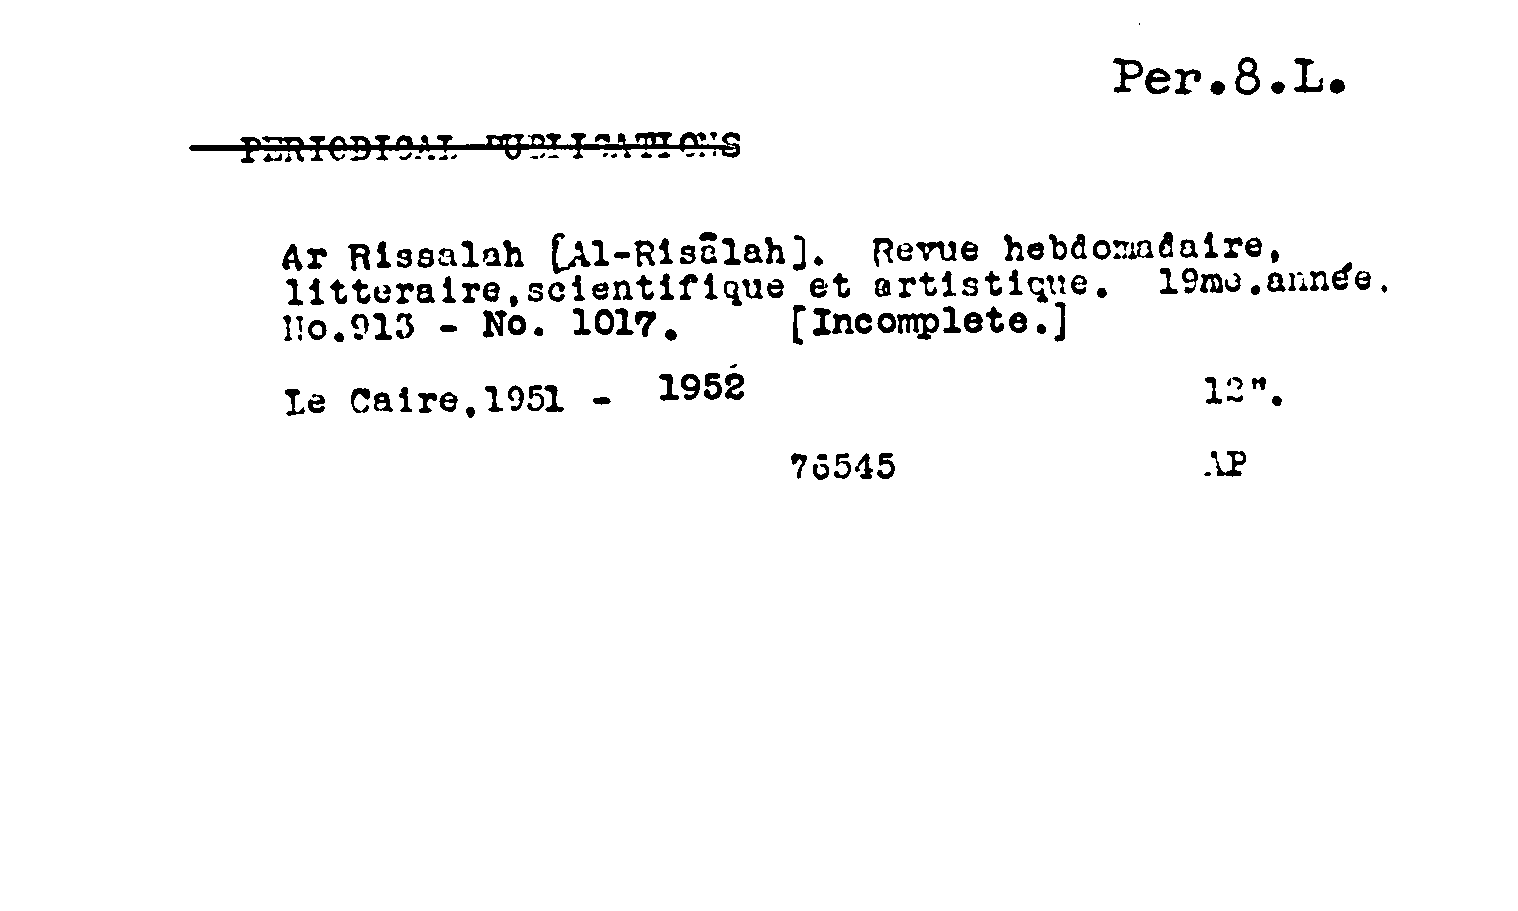 Per.8.L.
PERIODICAL PUBLICATIONS
Ar Rissalah [Al-Risālah]. Revue hebdomadaire,
litteraire,scientifique et artistique. 19me.année.
No.913 - No. 1017. [Incomplete.]
Le Caire,1951 - 1952 12".
76545 AP